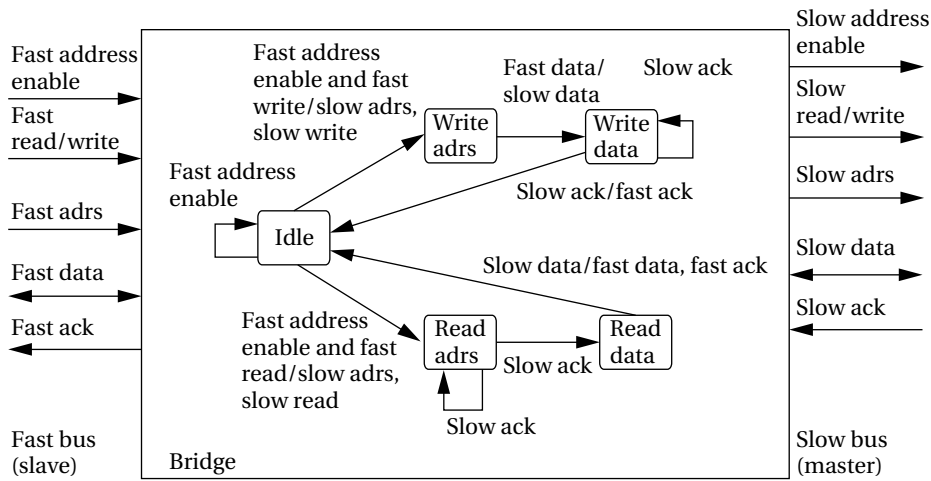 Fast address
enable
Fast
read/write
Fast adrs
Fast data
Fast ack
Fast bus
(slave)
Fast address
enable and fast
write/slow adrs,
slow write
Write
adrs
Fast data/
slow data
Write
data
Slow ack
Fast address
enable
Idle
Slow ack/fast ack
Slow data/fast data, fast ack
Fast address
enable and fast
read/slow adrs,
slow read
Read
adrs
Slow ack
Read
data
Slow ack
Bridge
Slow address
enable
Slow
read/write
Slow adrs
Slow data
Slow ack
Slow bus
(master)